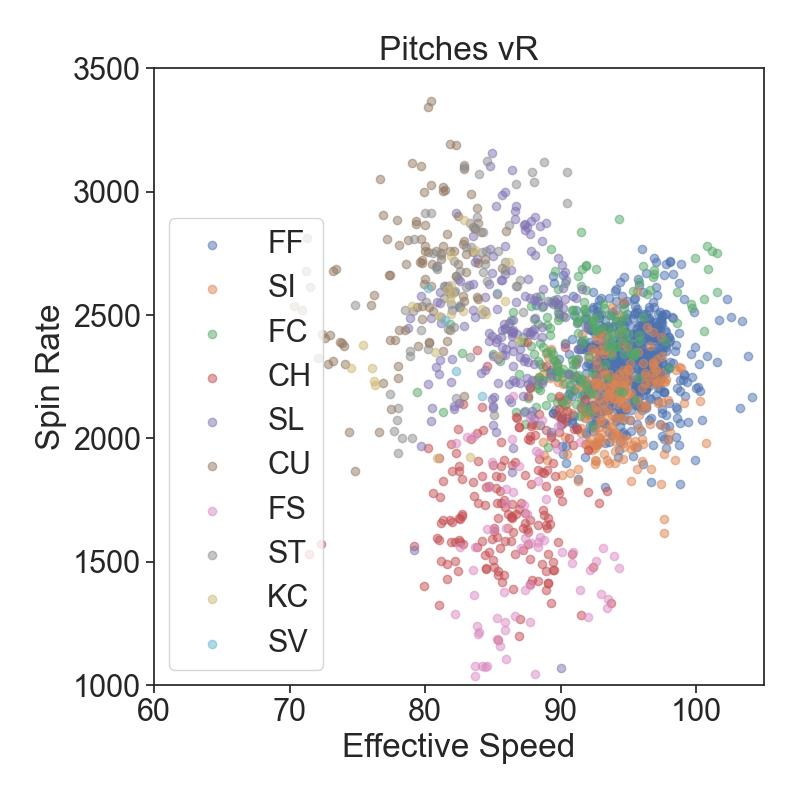 Pitches vR
3500
3000
2500
2000
1500
1000
Spin Rate
FF
SI
FC
CH
SL
CU
FS
ST
KC
SV
60
70
80
90
100
Effective Speed